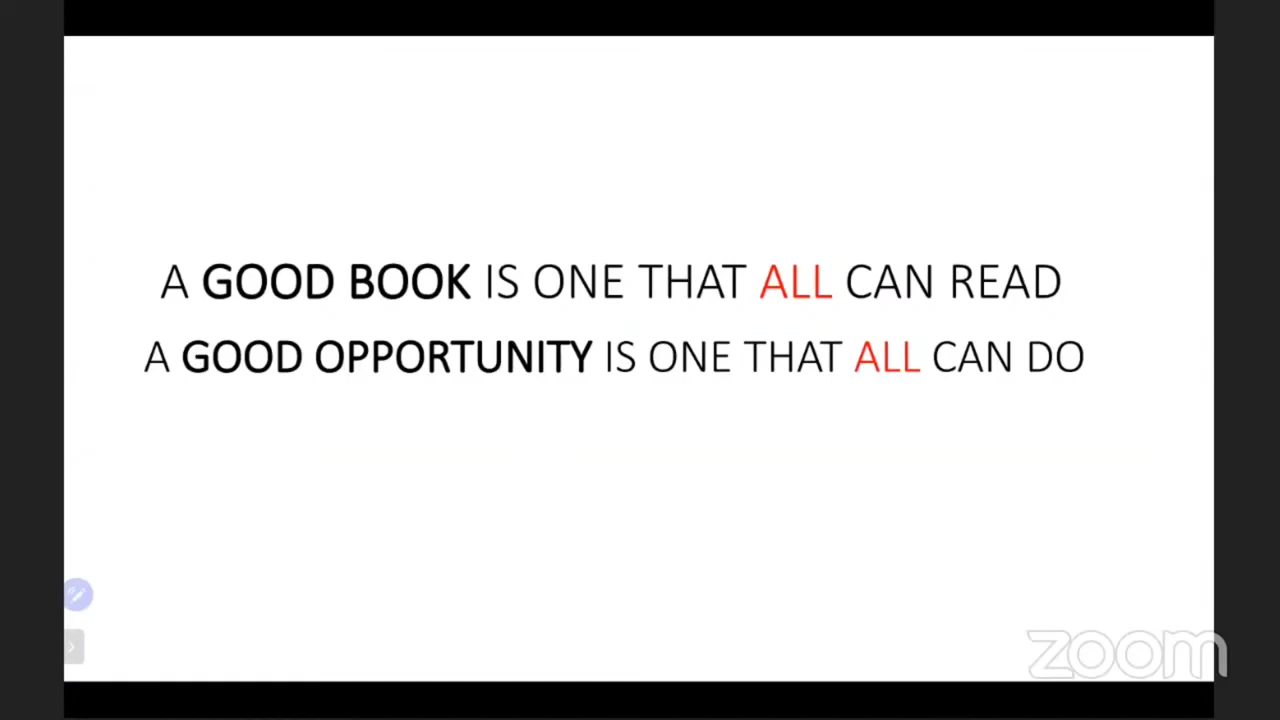 A GOOD BOOK IS ONE THAT ALL CAN READ
A GOOD OPPORTUNITY IS ONE THAT ALL CAN DO
zoom